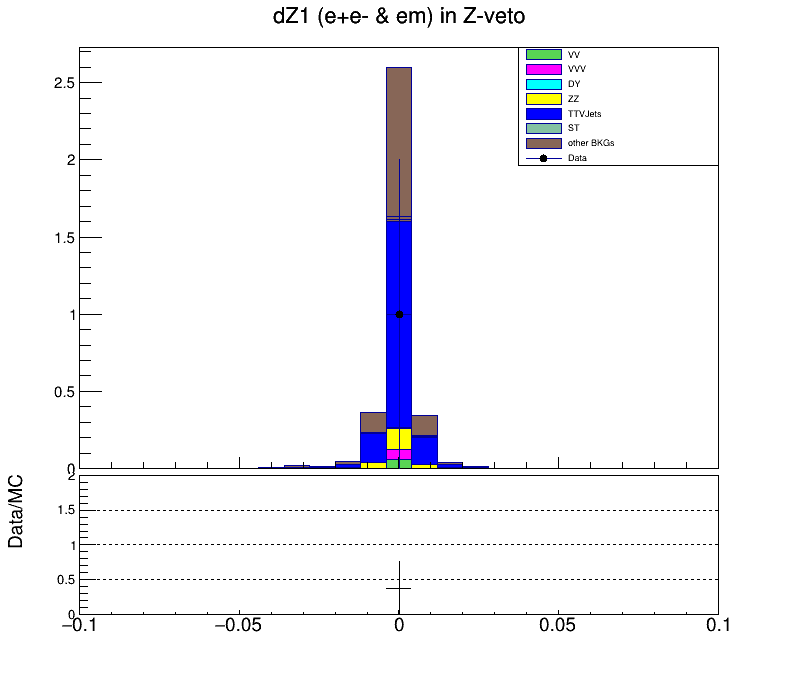 dZ1 (e+e- & em) in Z-veto
VV
VVV
DY
ZZ
TTVJets
ST
other BKGs
Data
2.5
2
1.5
1
0.5
0
Data/MC
2
1.5
1
0.5
0
−0.1
−0.05
0
0.05
0.1